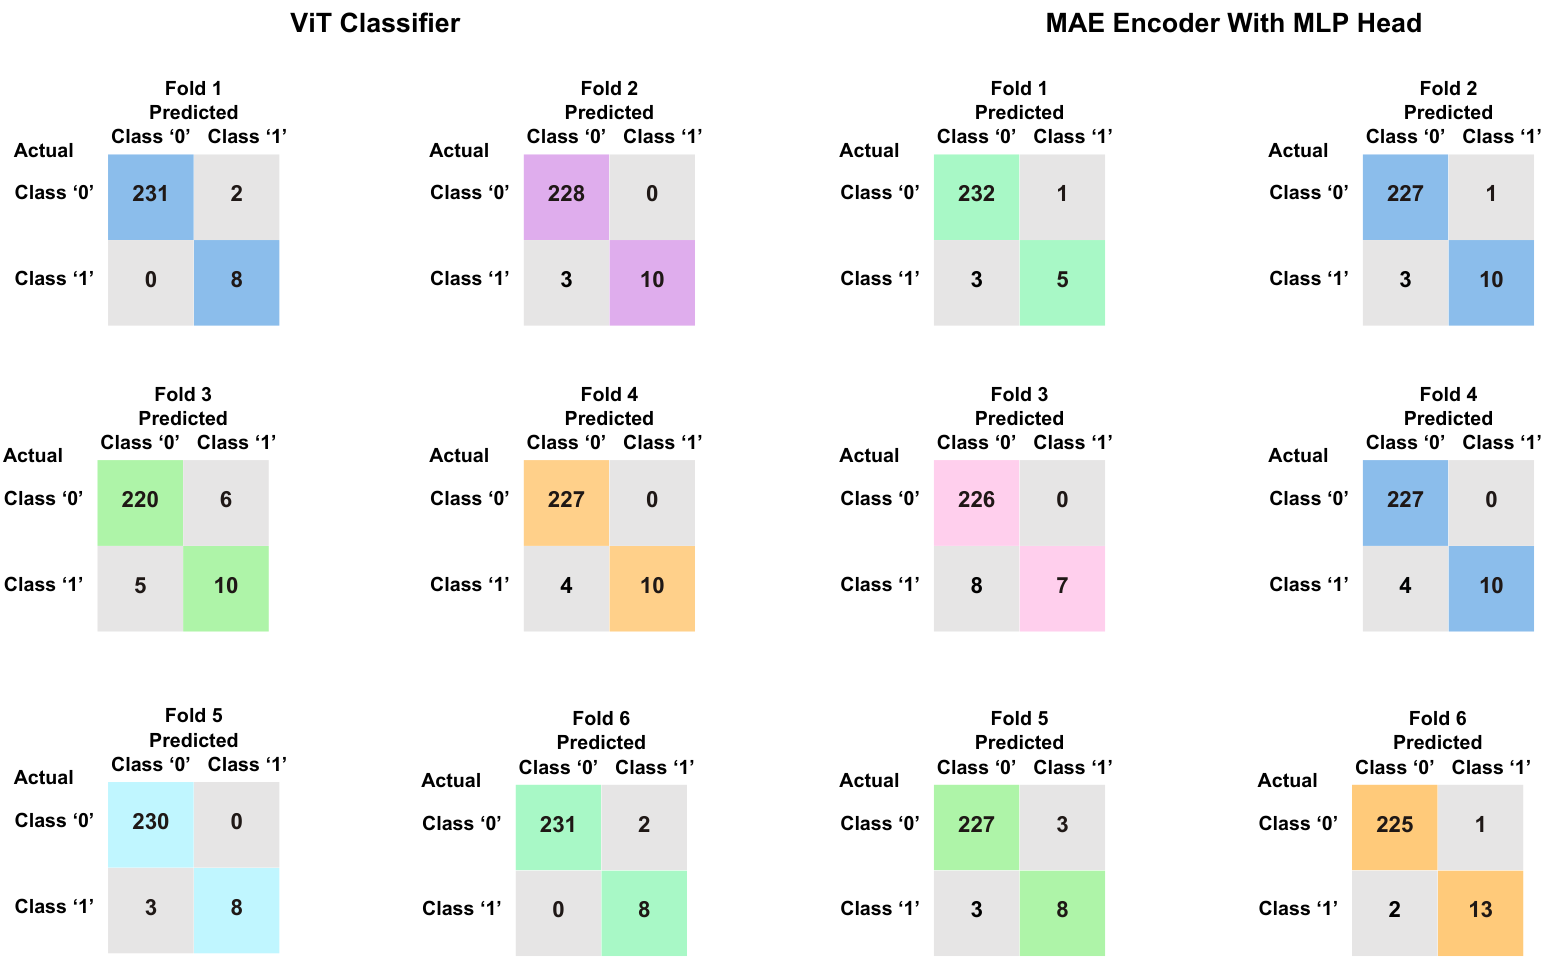 ViT Classifier
Fold 1
Predicted
Class ‘0’ Class ‘1’
Actual
Class ‘0’ 231 2
Class ‘1’ 0 8
Fold 2
Predicted
Class ‘0’ Class ‘1’
Actual
Class ‘0’ 228 0
Class ‘1’ 3 10
Fold 3
Predicted
Class ‘0’ Class ‘1’
Actual
Class ‘0’ 220 6
Class ‘1’ 5 10
Fold 4
Predicted
Class ‘0’ Class ‘1’
Actual
Class ‘0’ 227 0
Class ‘1’ 4 10
Fold 5
Predicted
Class ‘0’ Class ‘1’
Actual
Class ‘0’ 230 0
Class ‘1’ 3 8
Fold 6
Predicted
Class ‘0’ Class ‘1’
Actual
Class ‘0’ 231 2
Class ‘1’ 0 8
MAE Encoder With MLP Head
Fold 1
Predicted
Class ‘0’ Class ‘1’
Actual
Class ‘0’ 232 1
Class ‘1’ 3 5
Fold 2
Predicted
Class ‘0’ Class ‘1’
Actual
Class ‘0’ 227 1
Class ‘1’ 3 10
Fold 3
Predicted
Class ‘0’ Class ‘1’
Actual
Class ‘0’ 226 0
Class ‘1’ 8 7
Fold 4
Predicted
Class ‘0’ Class ‘1’
Actual
Class ‘0’ 227 0
Class ‘1’ 4 10
Fold 5
Predicted
Class ‘0’ Class ‘1’
Actual
Class ‘0’ 227 3
Class ‘1’ 3 8
Fold 6
Predicted
Class ‘0’ Class ‘1’
Actual
Class ‘0’ 225 1
Class ‘1’ 2 13